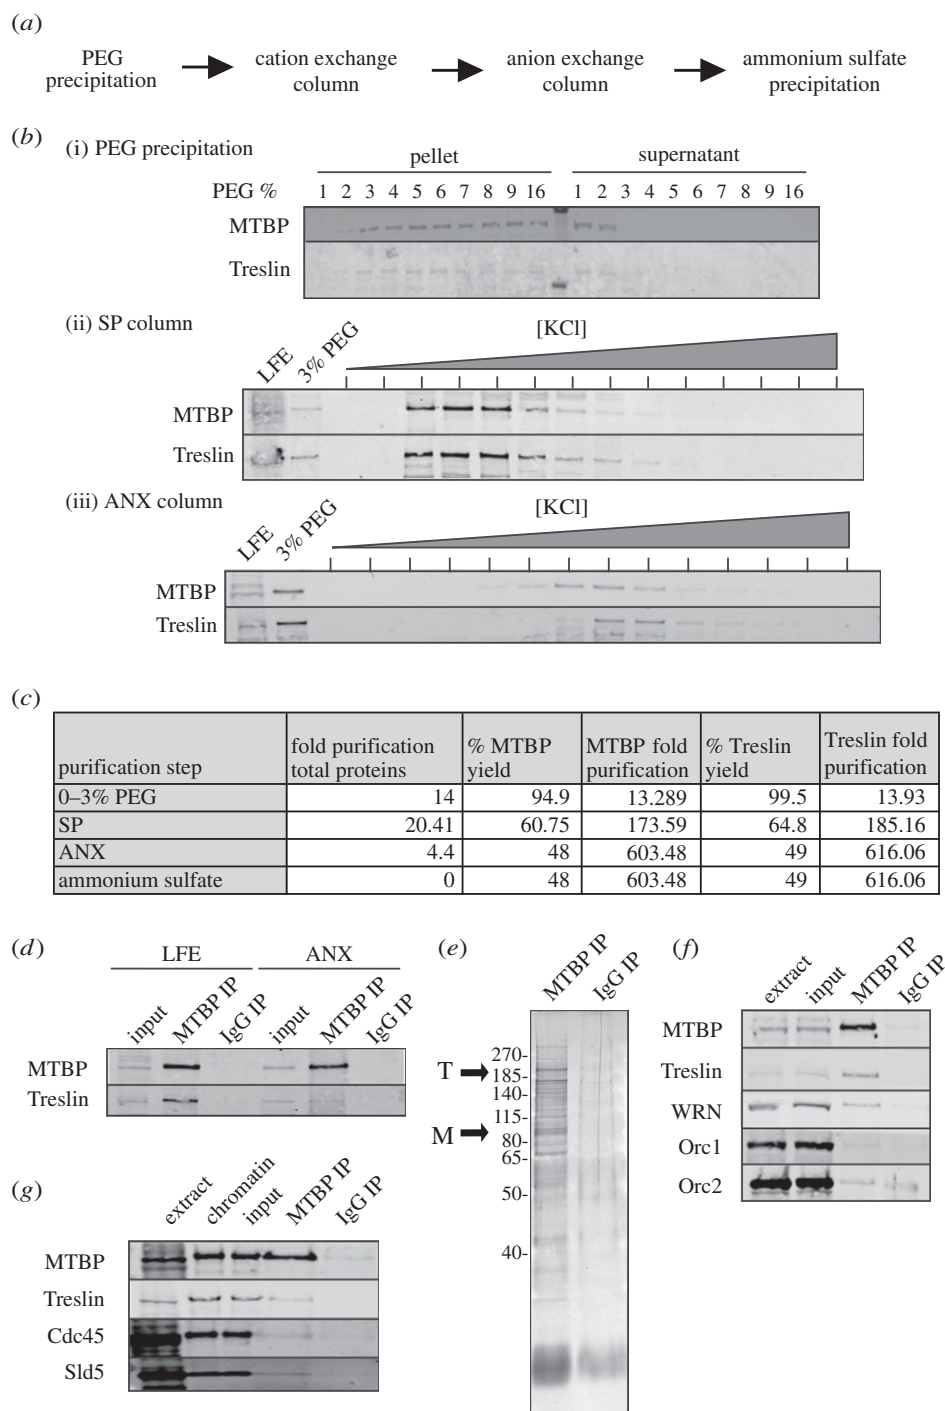 (a)
PEG precipitation
cation exchange column
anion exchange column
ammonium sulfate precipitation
(b)
(i) PEG precipitation
pellet
supernatant
PEG % 1 2 3 4 5 6 7 8 9 16 1 2 3 4 5 6 7 8 9 16
MTBP
Treslin
(ii) SP column
LFE
3% PEG
[KCl]
MTBP
Treslin
(iii) ANX column
LFE
3% PEG
[KCl]
MTBP
Treslin
(c)
purification step | fold purification total proteins | % MTBP yield | MTBP fold purification | % Treslin yield | Treslin fold purification
0–3% PEG 14 94.9 13.289 99.5 13.93
SP 20.41 60.75 173.59 64.8 185.16
ANX 4.4 48 603.48 49 616.06
ammonium sulfate 0 48 603.48 49 616.06
(d)
LFE ANX
input MTBP IP IgG IP input MTBP IP IgG IP
MTBP
Treslin
(e)
MTBP IP IgG IP
270-
T
185-
140-
115-
M
80-
65-
50-
40-
(f)
extract input MTBP IP IgG IP
MTBP
Treslin
WRN
Orc1
Orc2
(g)
extract chromatin input MTBP IP IgG IP
MTBP
Treslin
Cdc45
Sld5